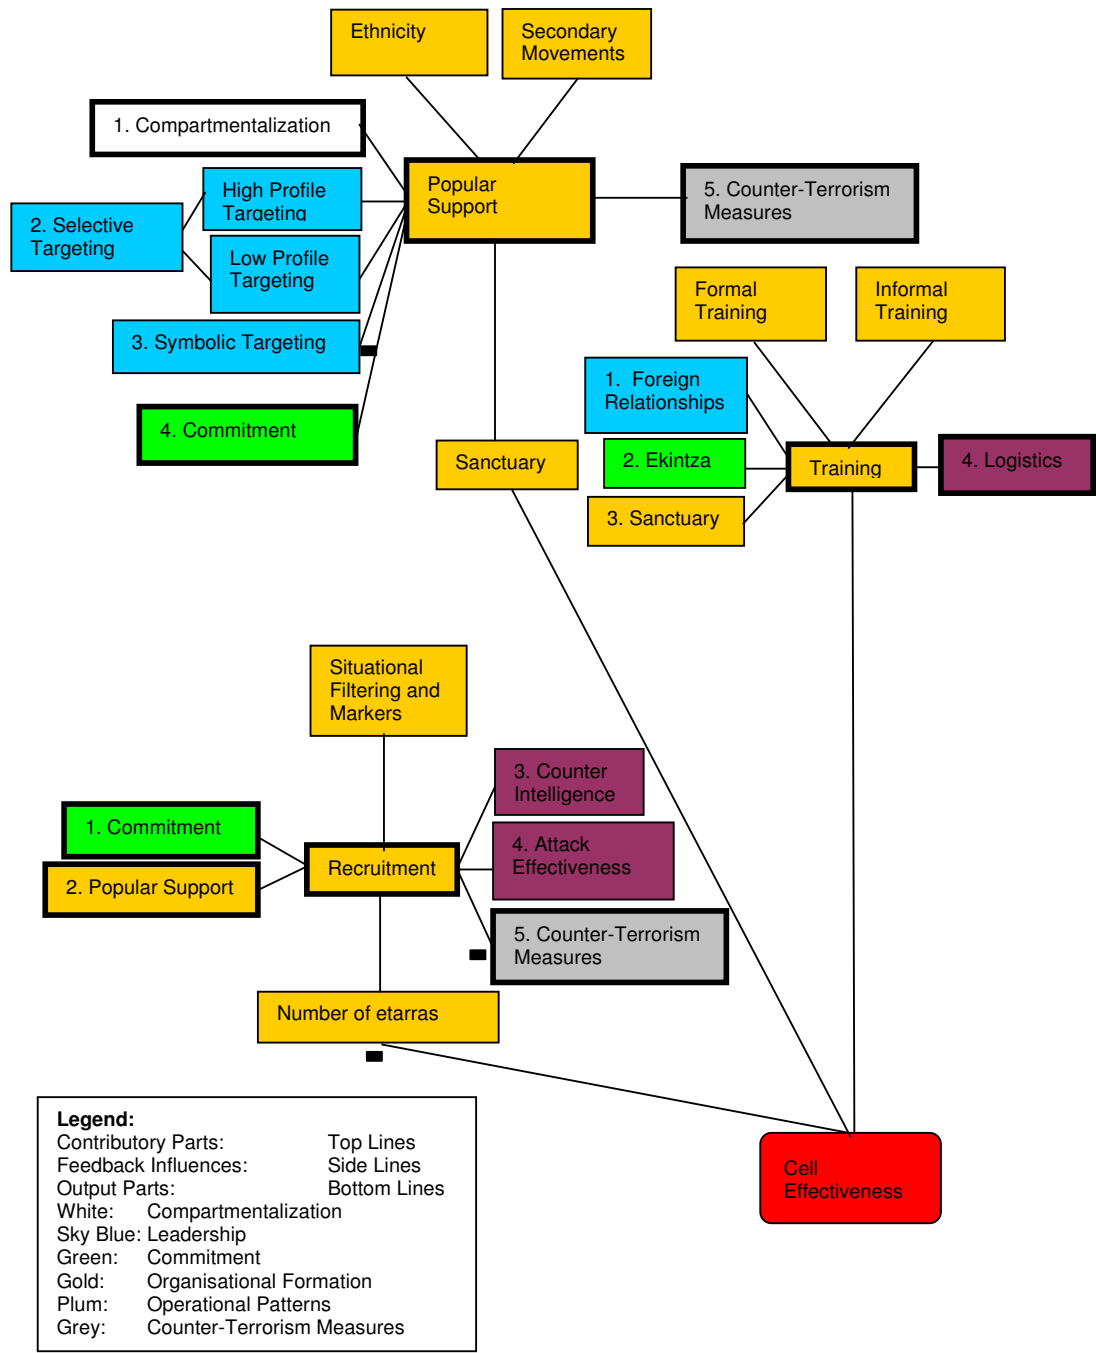 Ethnicity
Secondary
Movements
1. Compartmentalization
Popular
Support
5. Counter-Terrorism
Measures
High Profile
Targeting
2. Selective
Targeting
Low Profile
Targeting
3. Symbolic Targeting
4. Commitment
Sanctuary
Formal
Training
Informal
Training
1. Foreign
Relationships
2. Ekintza
3. Sanctuary
Training
4. Logistics
Situational
Filtering and
Markers
3. Counter
Intelligence
1. Commitment
2. Popular Support
Recruitment
4. Attack
Effectiveness
5. Counter-Terrorism
Measures
Number of etarras
Cell
Effectiveness
Legend:
Contributory Parts: Top Lines
Feedback Influences: Side Lines
Output Parts: Bottom Lines
White: Compartmentalization
Sky Blue: Leadership
Green: Commitment
Gold: Organisational Formation
Plum: Operational Patterns
Grey: Counter-Terrorism Measures